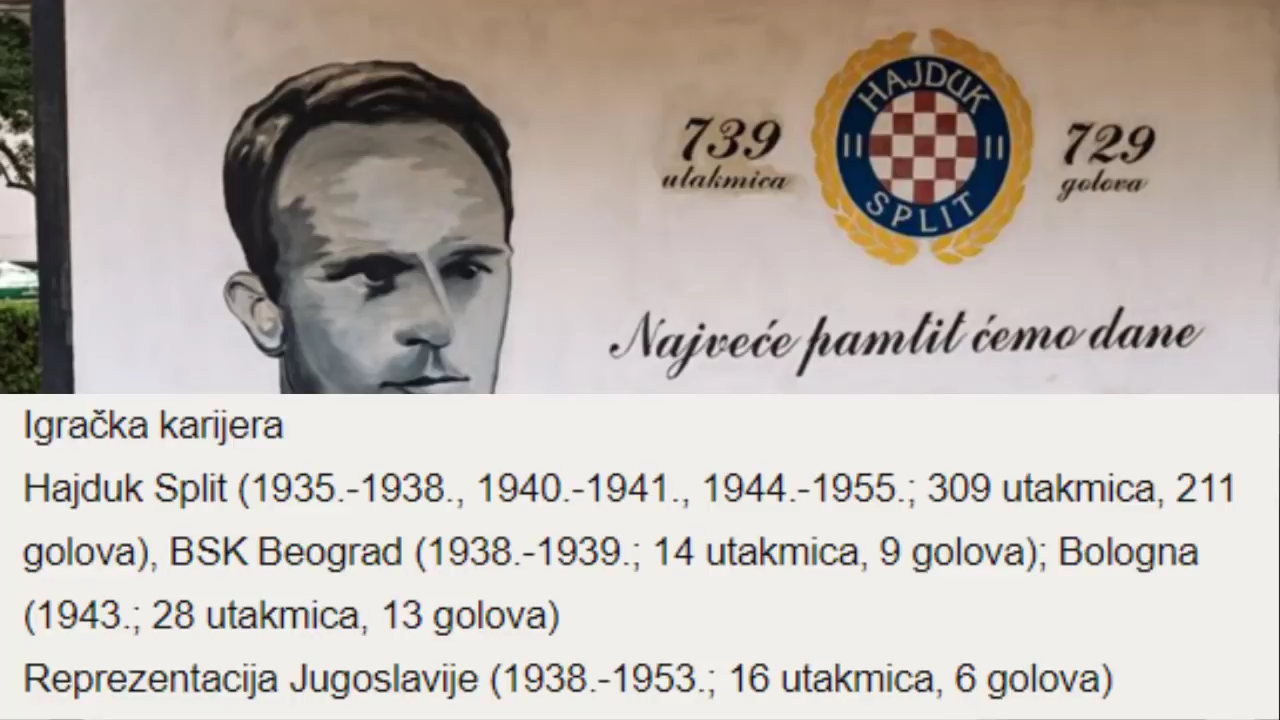 HAJDUK
739
729
utakmica
golova
SPLIT
Najveće pamtit ćemo dane
Igračka karijera
Hajduk Split (1935.-1938., 1940.-1941., 1944.-1955.; 309 utakmica, 211
golova), BSK Beograd (1938.-1939.; 14 utakmica, 9 golova); Bologna
(1943.; 28 utakmica, 13 golova)
Reprezentacija Jugoslavije (1938.-1953.; 16 utakmica, 6 golova)